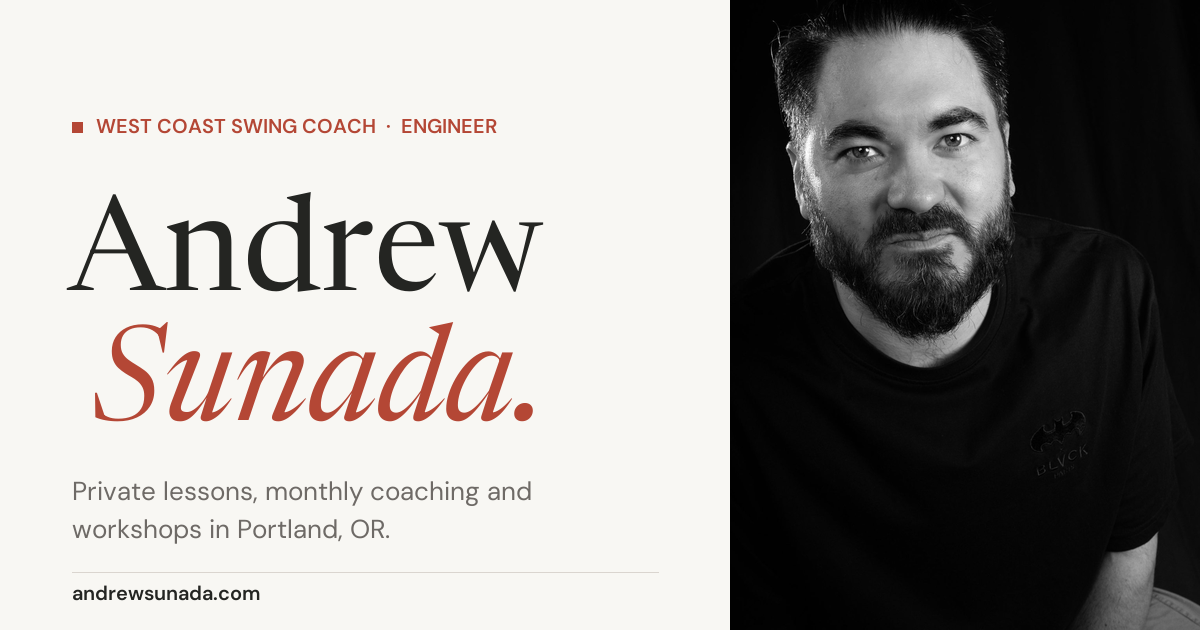 WEST COAST SWING COACH · ENGINEER
Andrew
Sunada.
Private lessons, monthly coaching and
workshops in Portland, OR.
andrewsunada.com
BLVCK